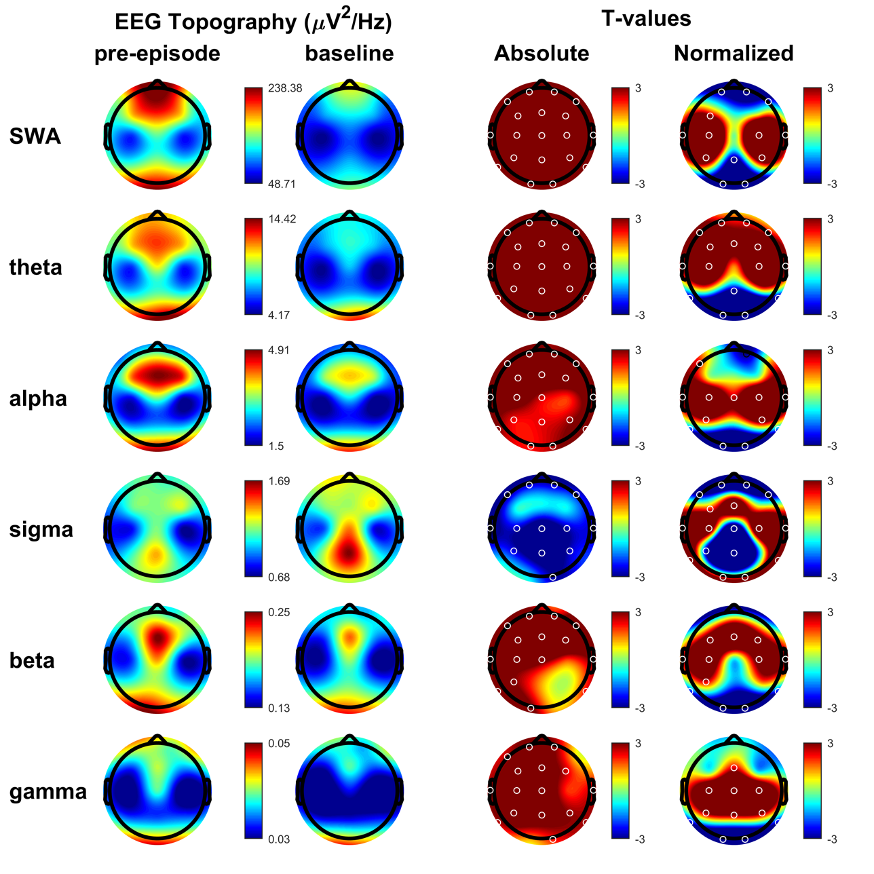 EEG Topography (μV²/Hz)
T-values
pre-episode baseline Absolute Normalized
SWA 238.38 48.71 3 -3 3 -3
theta 14.42 4.17 3 -3 3 -3
alpha 4.91 1.5 3 -3 3 -3
sigma 1.69 0.68 3 -3 3 -3
beta 0.25 0.13 3 -3 3 -3
gamma 0.05 0.03 3 -3 3 -3